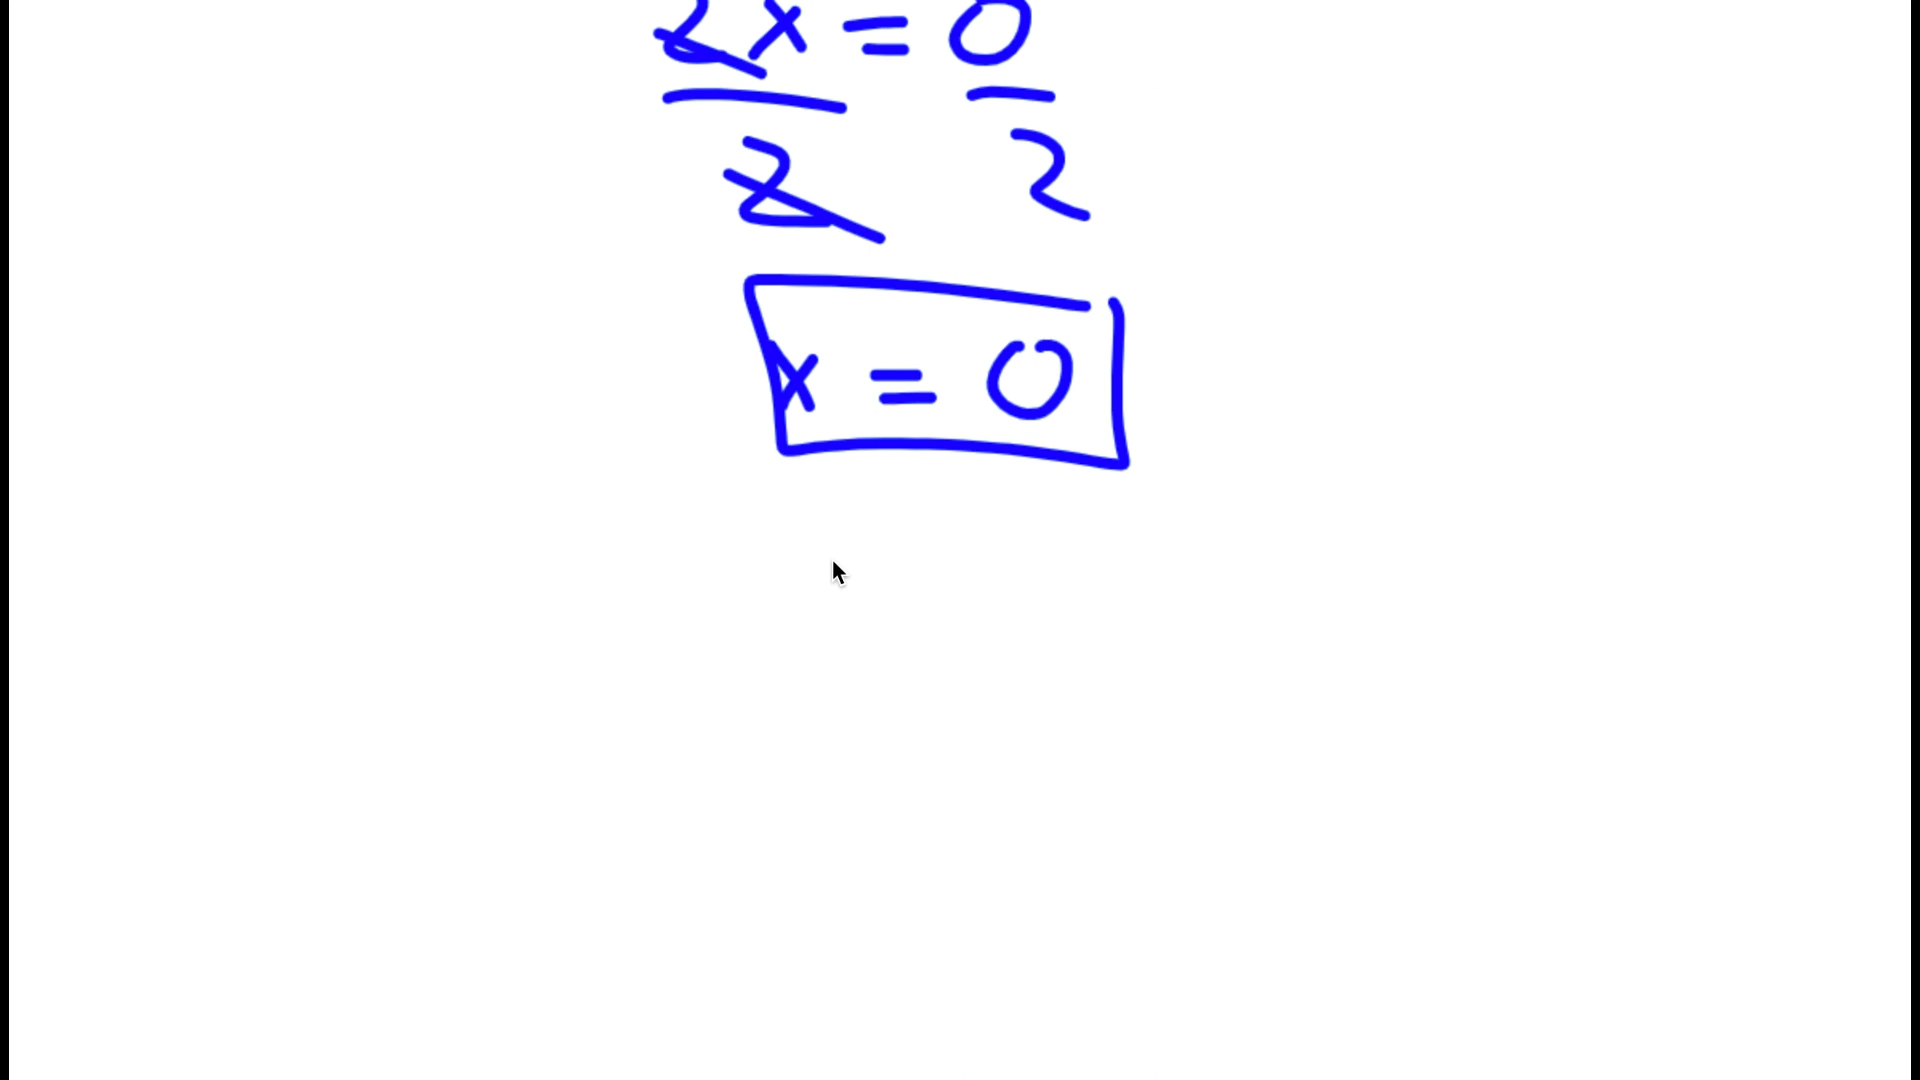 2x = 0
2 2
x = 0